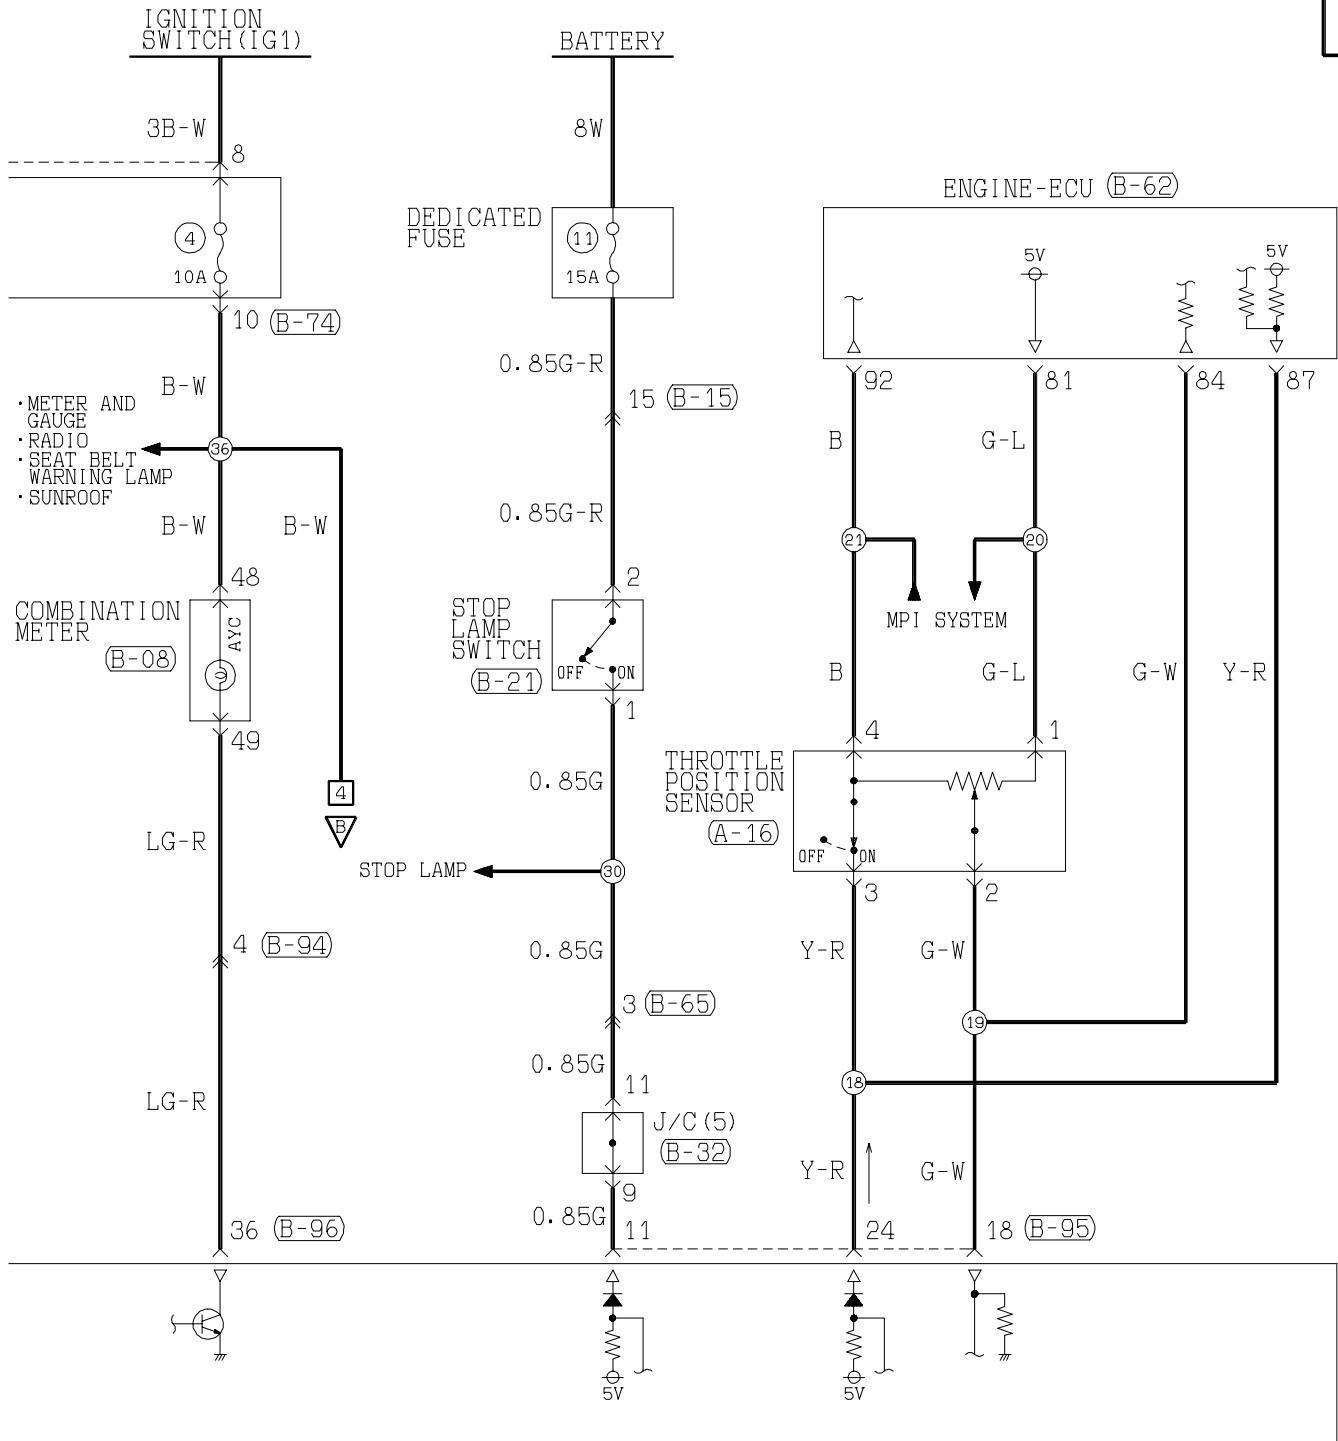 IGNITION
SWITCH(IG1)
BATTERY
3B-W
8W
8
ENGINE-ECU (B-62)
DEDICATED
FUSE
4
10A
11
15A
5V
5V
10 (B-74)
0.85G-R
15 (B-15)
92
81
84
87
B-W
·METER AND
GAUGE
·RADIO
·SEAT BELT
WARNING LAMP
·SUNROOF
36
B
G-L
B-W
B-W
0.85G-R
21
20
MPI SYSTEM
48
2
COMBINATION
METER
(B-08)
AYC
STOP
LAMP
SWITCH
(B-21)
OFF
ON
B
G-L
G-W
Y-R
49
1
4
1
THROTTLE
POSITION
SENSOR
(A-16)
OFF
ON
0.85G
4
B
LG-R
STOP LAMP
30
3
2
4 (B-94)
0.85G
Y-R
G-W
3 (B-65)
19
0.85G
11
18
LG-R
J/C(5)
(B-32)
Y-R
G-W
9
0.85G
36 (B-96)
11
24
18 (B-95)
5V
5V